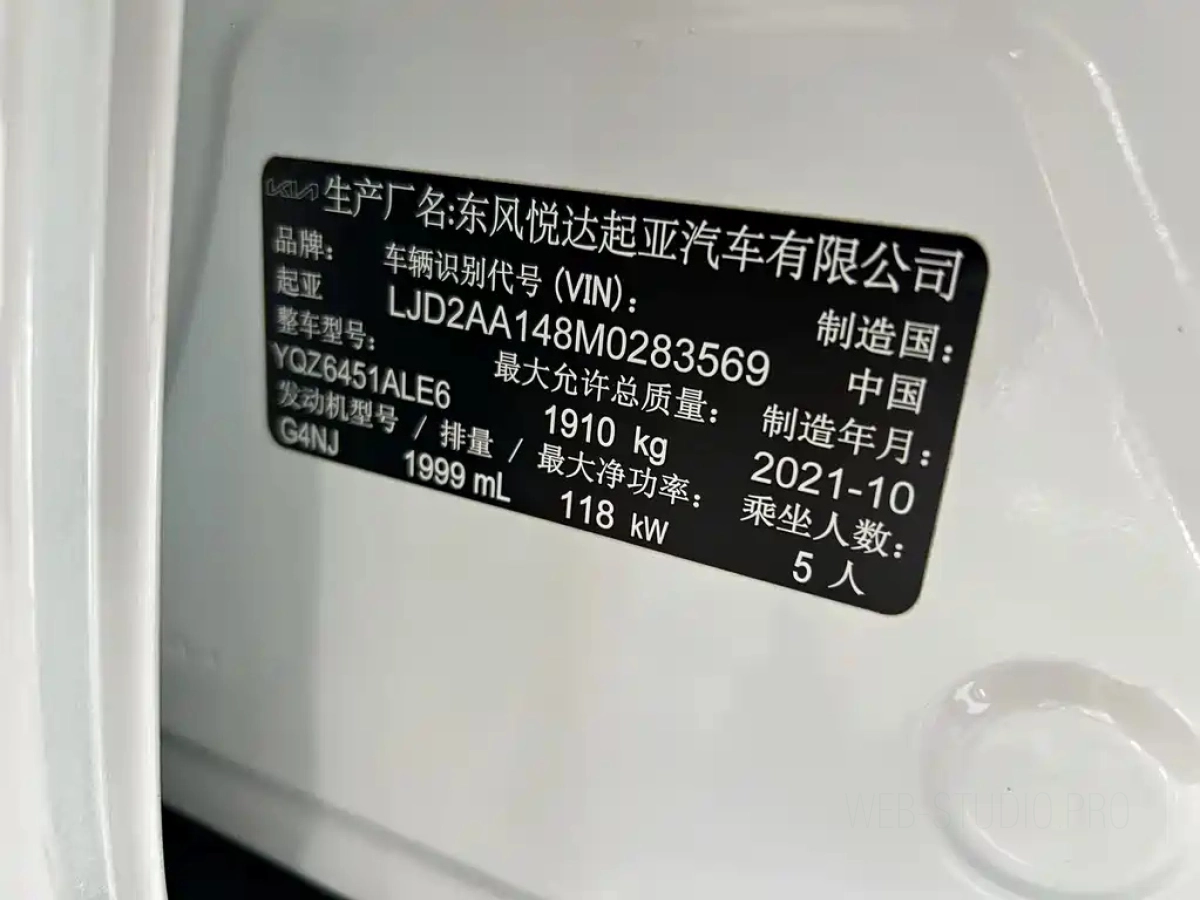 KIA 生产厂名:东风悦达起亚汽车有限公司
品牌: 车辆识别代号 (VIN): 制造国:
起亚 LJD2AA148M0283569 中国
整车型号: 最大允许总质量: 制造年月:
YQZ6451ALE6 1910 kg 2021-10
发动机型号 / 排量 / 最大净功率: 乘坐人数:
G4NJ 1999 mL 118 kW 5 人
WEB-STUDIO PRO